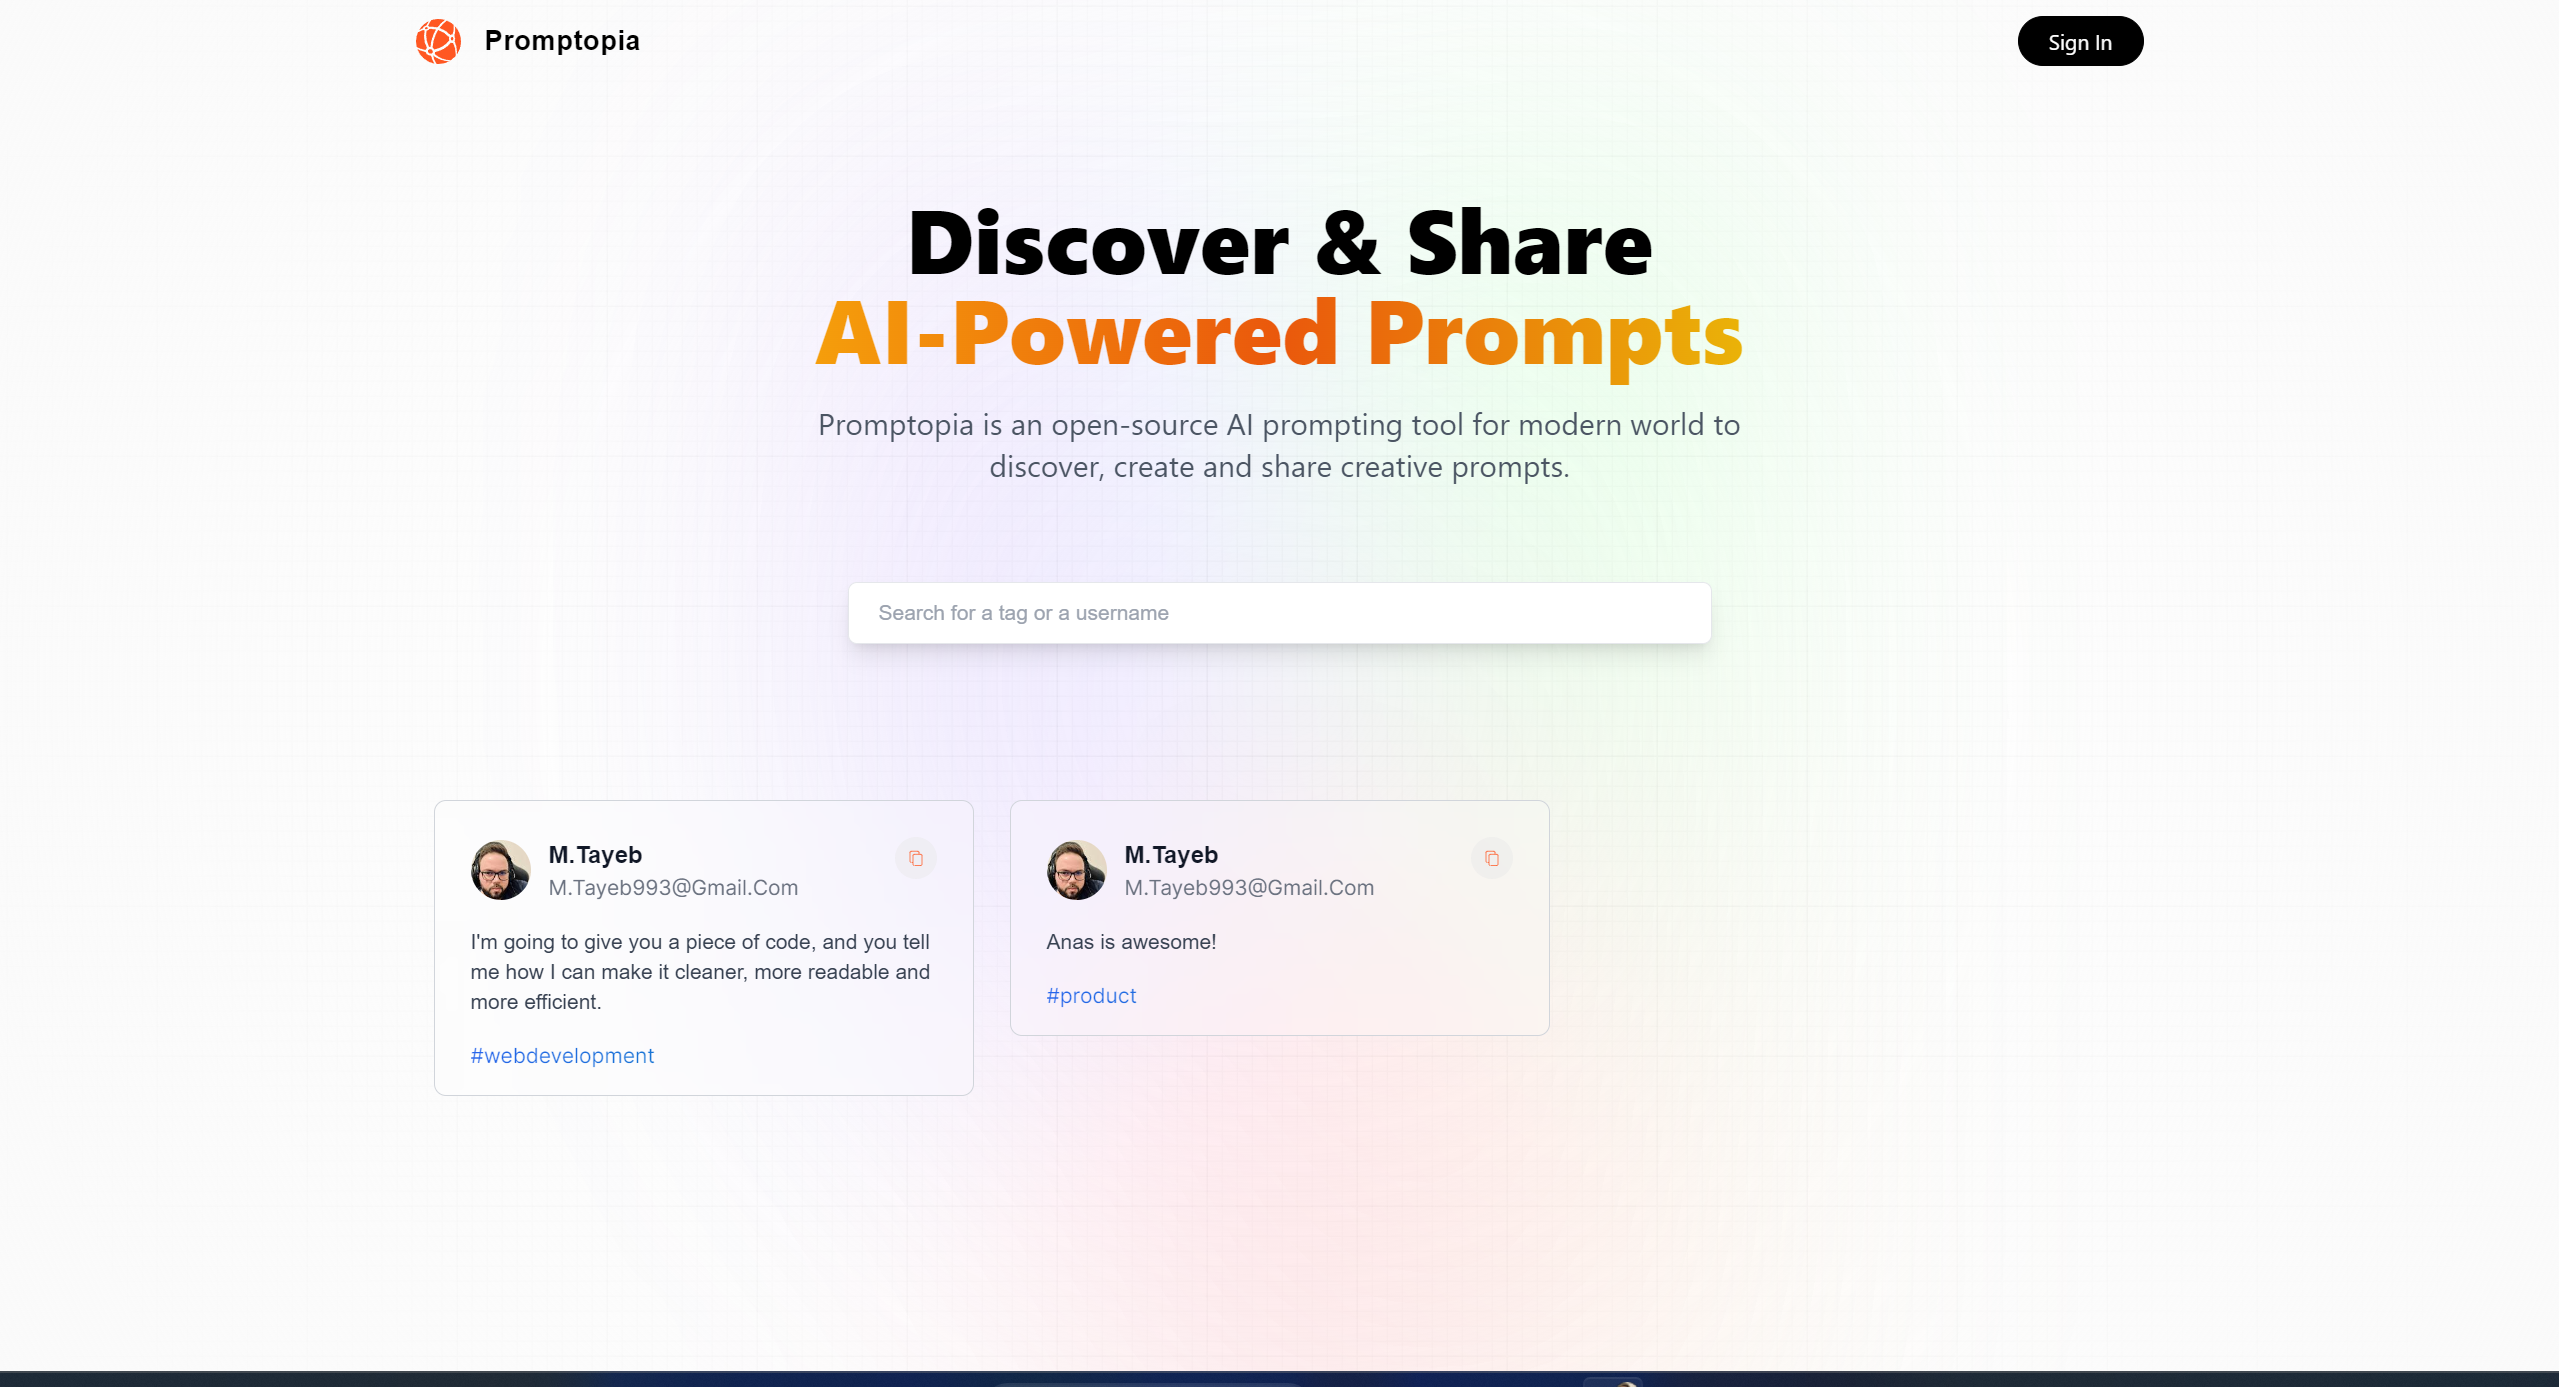 Promptopia
Sign In
Discover & Share
AI-Powered Prompts
Promptopia is an open-source AI prompting tool for modern world to
discover, create and share creative prompts.
Search for a tag or a username
M.Tayeb
M.Tayeb993@Gmail.Com
I'm going to give you a piece of code, and you tell
me how I can make it cleaner, more readable and
more efficient.
#webdevelopment
M.Tayeb
M.Tayeb993@Gmail.Com
Anas is awesome!
#product